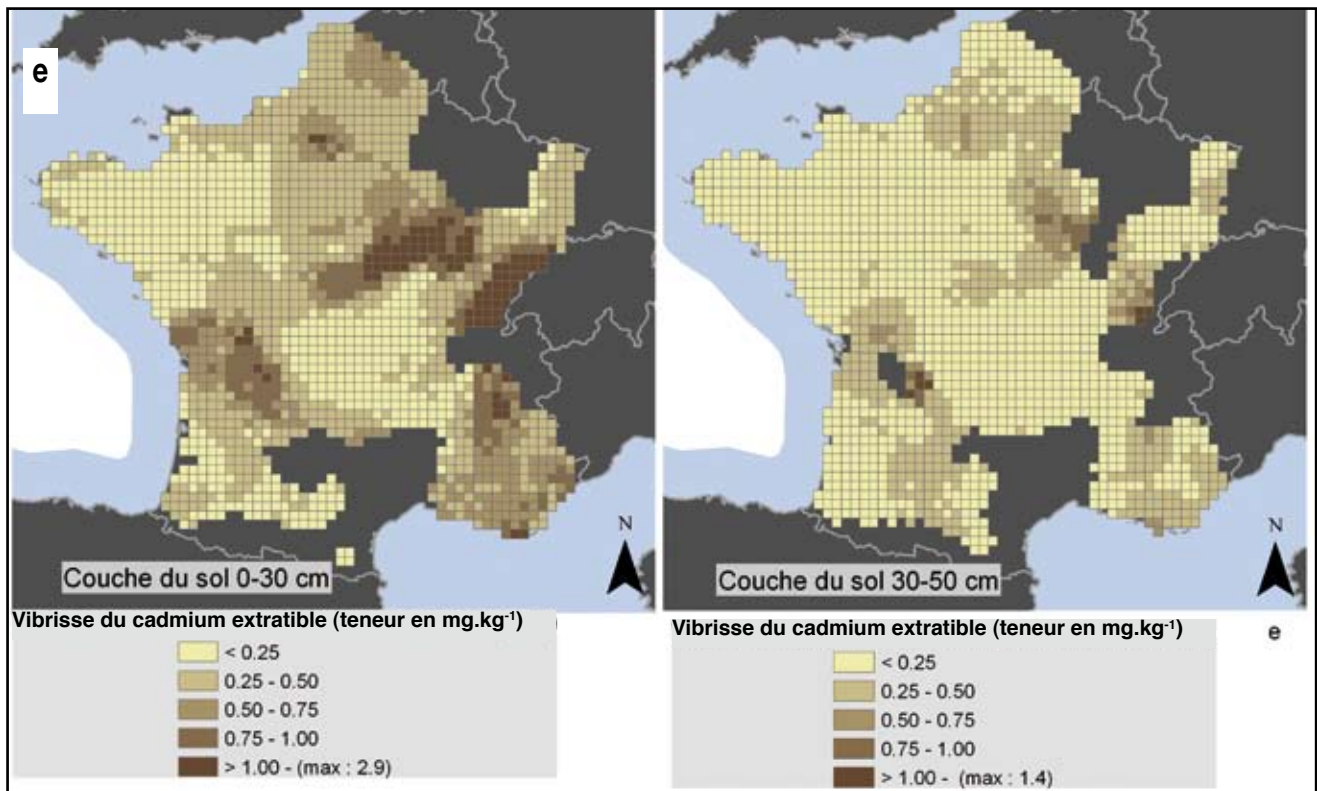 e
N
N
Couche du sol 0-30 cm
Couche du sol 30-50 cm
Vibrisse du cadmium extratible (teneur en mg.kg⁻¹)
< 0.25
0.25 - 0.50
0.50 - 0.75
0.75 - 1.00
> 1.00 - (max : 2.9)
Vibrisse du cadmium extratible (teneur en mg.kg⁻¹)
e
< 0.25
0.25 - 0.50
0.50 - 0.75
0.75 - 1.00
> 1.00 - (max : 1.4)